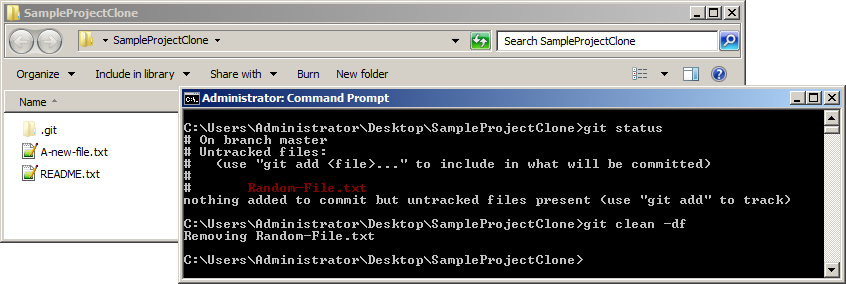 SampleProjectClone
SampleProjectClone
Search SampleProjectClone
Organize Include in library Share with Burn New folder
Name
.git
A-new-file.txt
README.txt
Administrator: Command Prompt
C:\Users\Administrator\Desktop\SampleProjectClone>git status
# On branch master
# Untracked files:
#   (use "git add <file>..." to include in what will be committed)
#
#       Random-File.txt
nothing added to commit but untracked files present (use "git add" to track)
C:\Users\Administrator\Desktop\SampleProjectClone>git clean -df
Removing Random-File.txt
C:\Users\Administrator\Desktop\SampleProjectClone>